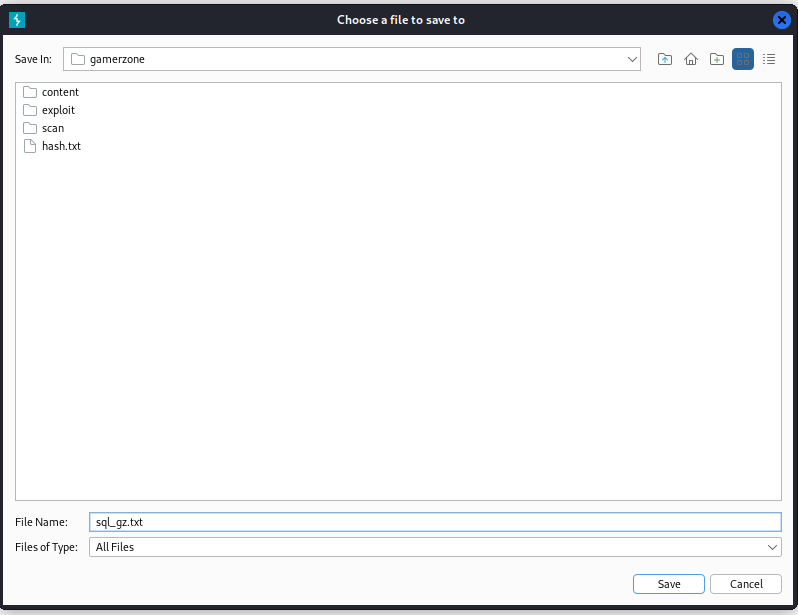 Choose a file to save to
Save In: gamerzone
content
exploit
scan
hash.txt
File Name: sql_gz.txt
Files of Type: All Files
Save Cancel